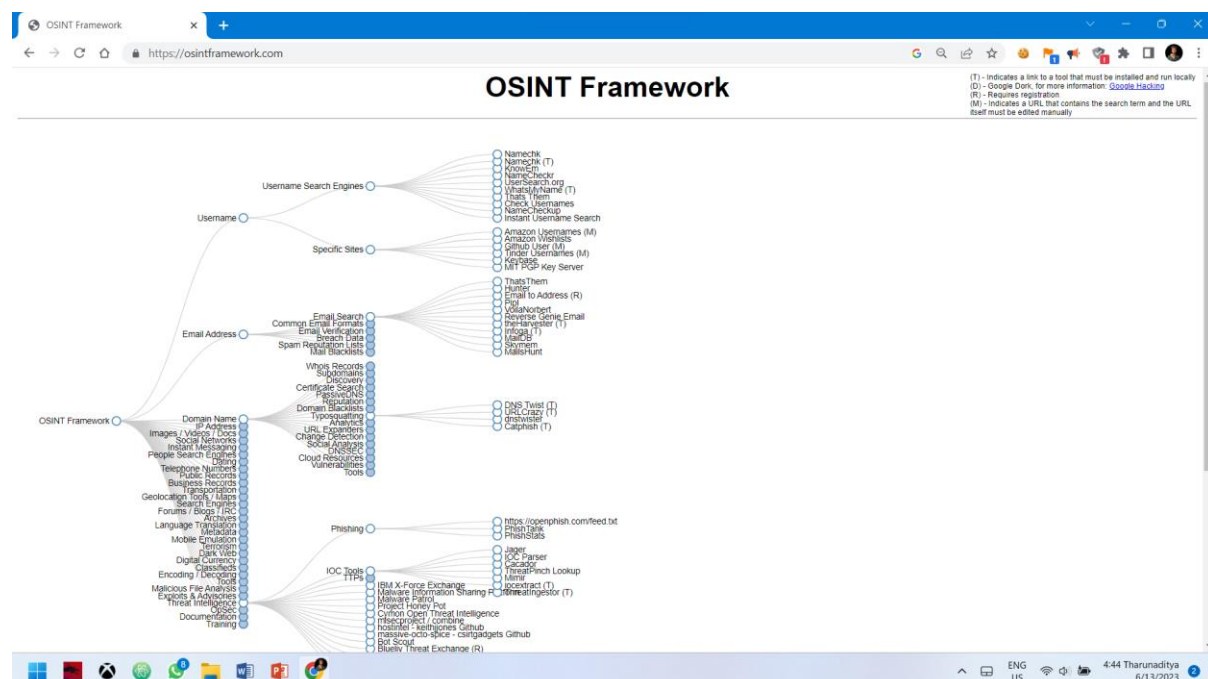 OSINT Framework
https://osintframework.com
OSINT Framework
(T) - Indicates a link to a tool that must be installed and run locally
(D) - Google Dork, for more information: Google Hacking
(R) - Requires registration
(M) - Indicates a URL that contains the search term and the URL
itself must be edited manually
OSINT Framework
Username
Username Search Engines
Namechk
Namechk (T)
KnowEm
NameCheckr
UserSearch.org
WhatsMyName (T)
Thats Them
Check Usernames
NameCheckup
Instant Username Search
Specific Sites
Amazon Usernames (M)
Amazon Wishlists
Github User (M)
Tinder Usernames (M)
Keybase
MIT PGP Key Server
Email Address
Email Search
ThatsThem
Hunter
Email to Address (R)
Pipl
VoilaNorbert
Reverse Genie Email
theHarvester (T)
Infoga (T)
MailDB
Skymem
MailsHunt
Common Email Formats
Email Verification
Breach Data
Spam Reputation Lists
Mail Blacklists
Domain Name
Whois Records
Subdomains
Discovery
Certificate Search
PassiveDNS
Reputation
Domain Blacklists
Typosquatting
DNS Twist (T)
URLCrazy (T)
dnstwister
Catphish (T)
Analytics
URL Expanders
Change Detection
Social Analysis
DNSSEC
Cloud Resources
Vulnerabilities
Tools
IP Address
Images / Videos / Docs
Social Networks
Instant Messaging
People Search Engines
Dating
Telephone Numbers
Public Records
Business Records
Transportation
Geolocation Tools / Maps
Search Engines
Forums / Blogs / IRC
Archives
Language Translation
Metadata
Mobile Emulation
Terrorism
Dark Web
Digital Currency
Classifieds
Encoding / Decoding
Tools
Malicious File Analysis
Exploits & Advisories
Threat Intelligence
Phishing
https://openphish.com/feed.txt
PhishTank
PhishStats
IOC Tools
Jager
IOC Parser
Cacador
ThreatPinch Lookup
Mimir
iocextract (T)
ThreatIngestor (T)
TTPs
IBM X-Force Exchange
Malware Information Sharing
Malware Patrol
Project Honey Pot
Cymon Open Threat Intelligence
mlsecproject / combine
hostintel - keithjjones Github
massive-octo-spice - csirtgadgets Github
Bot Scout
Blueliv Threat Exchange (R)
OpSec
Documentation
Training
1
8
ENG
US
4:44 Tharunaditya
6/13/2023
2